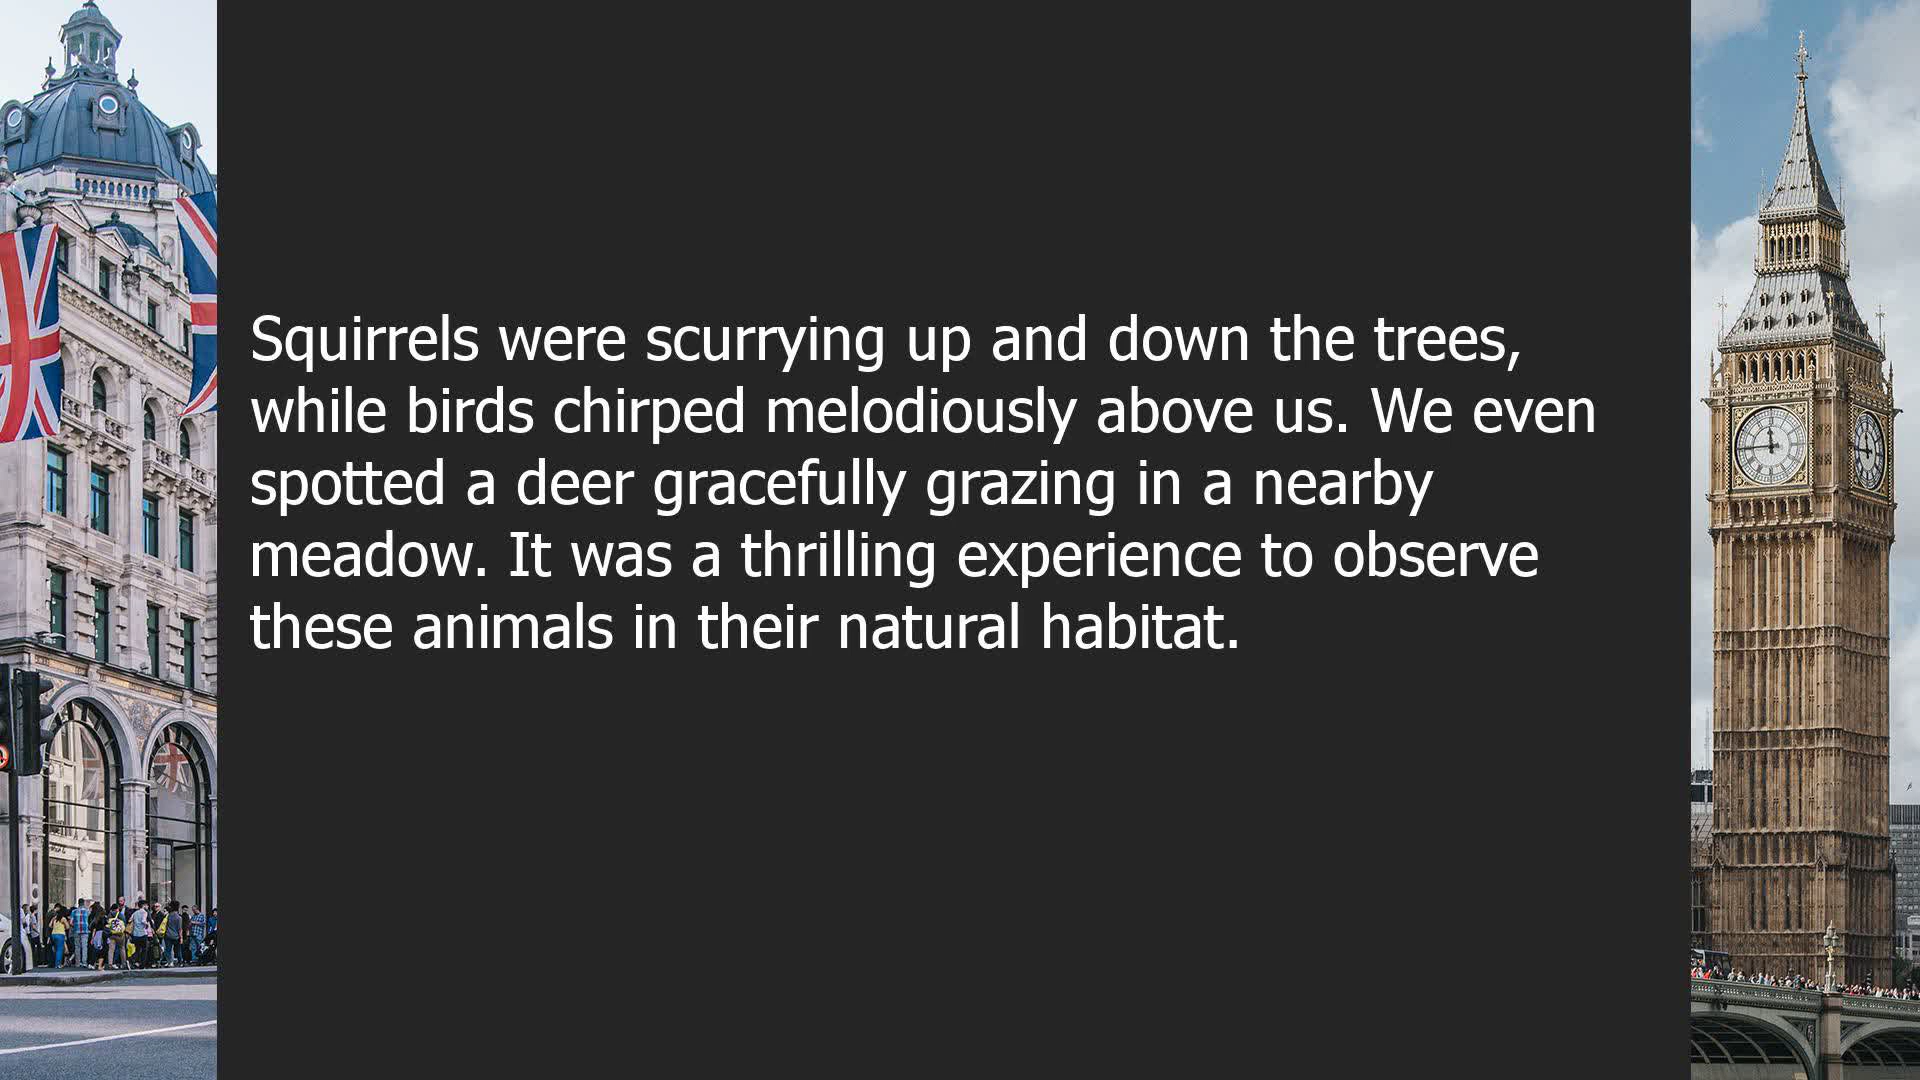 Squirrels were scurrying up and down the trees,
while birds chirped melodiously above us. We even
spotted a deer gracefully grazing in a nearby
meadow. It was a thrilling experience to observe
these animals in their natural habitat.